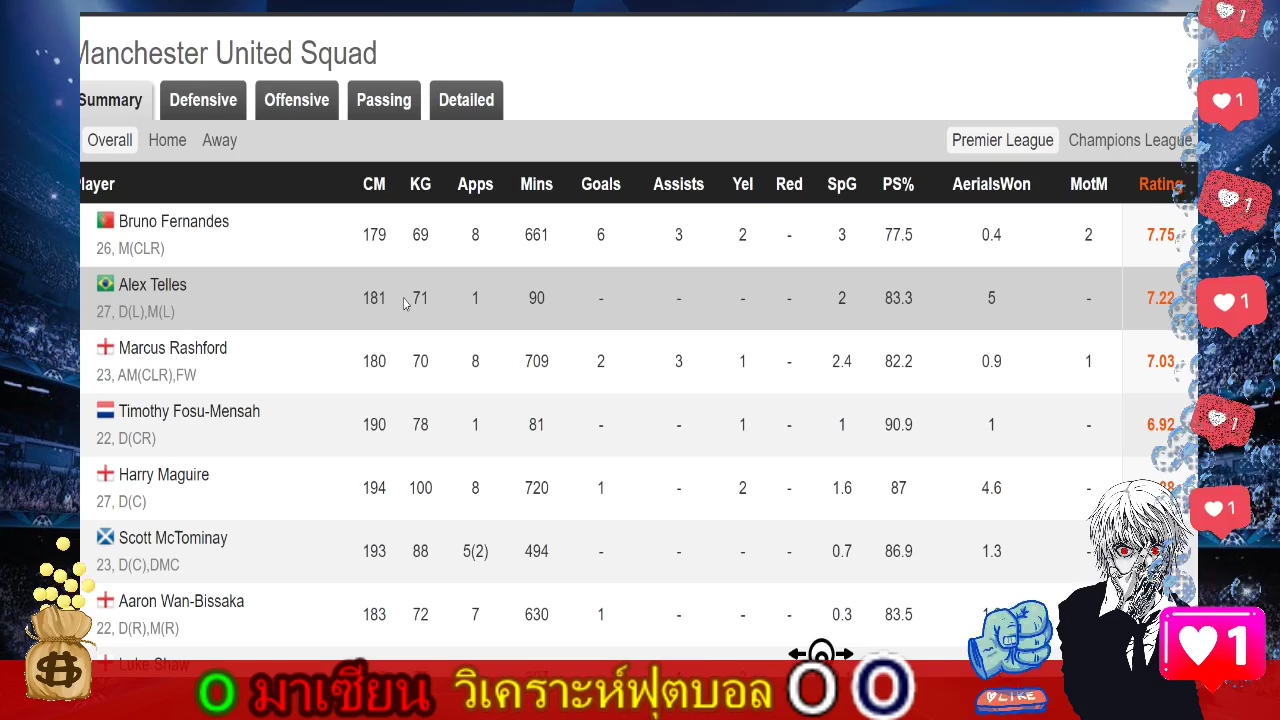 Manchester United Squad
Summary Defensive Offensive Passing Detailed
Overall Home Away Premier League Champions League
Player CM KG Apps Mins Goals Assists Yel Red SpG PS% AerialsWon MotM Rating
Bruno Fernandes 179 69 8 661 6 3 2 - 3 77.5 0.4 2 7.75
26, M(CLR)
Alex Telles 181 71 1 90 - - - - 2 83.3 5 - 7.22
27, D(L),M(L)
Marcus Rashford 180 70 8 709 2 3 1 - 2.4 82.2 0.9 1 7.03
23, AM(CLR),FW
Timothy Fosu-Mensah 190 78 1 81 - - 1 - 1 90.9 1 - 6.92
22, D(CR)
Harry Maguire 194 100 8 720 1 - 2 - 1.6 87 4.6 -
27, D(C)
Scott McTominay 193 88 5(2) 494 - - - - 0.7 86.9 1.3 -
23, D(C),DMC
Aaron Wan-Bissaka 183 72 7 630 1 - - - 0.3 83.5
22, D(R),M(R)
Luke Shaw
o มาเซียน วิเคราะห์ฟุตบอล O O
LIKE
1
1
1
1
1
1
1